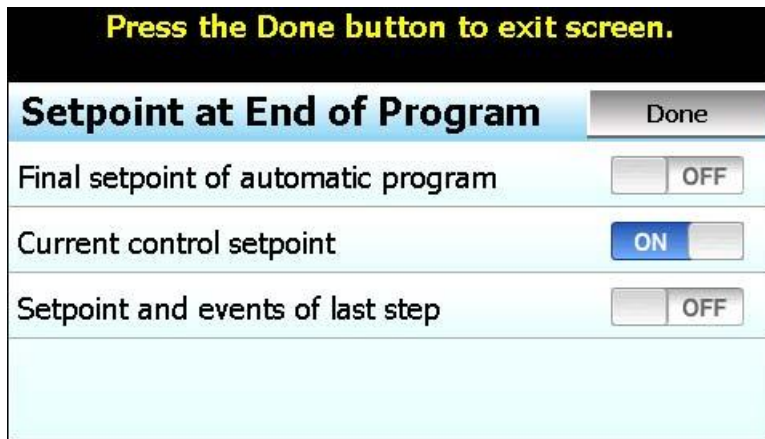 Press the Done button to exit screen.
Setpoint at End of Program Done
Final setpoint of automatic program OFF
Current control setpoint ON
Setpoint and events of last step OFF